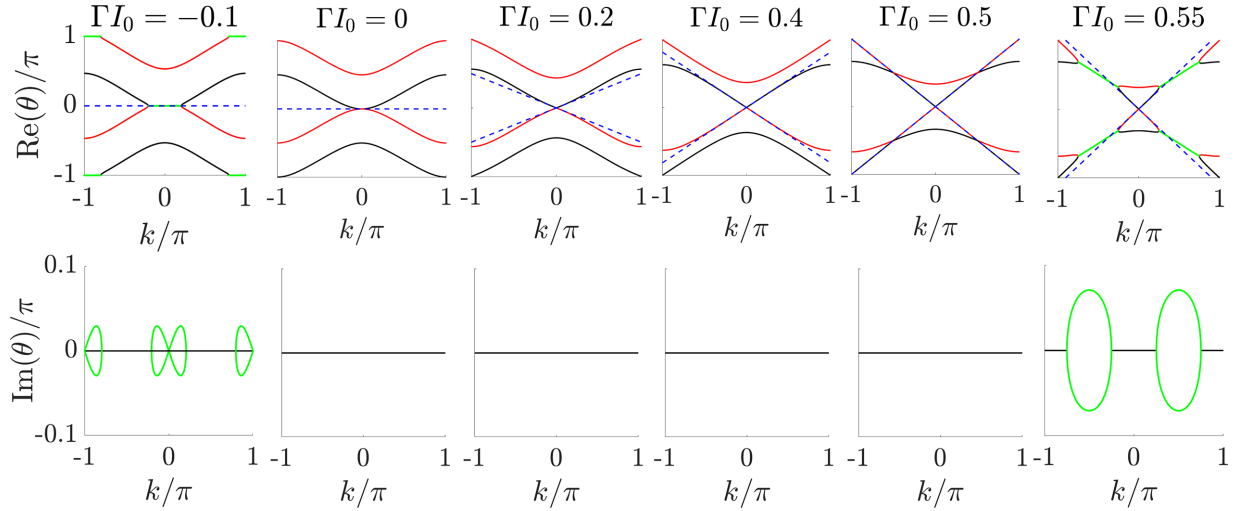 ΓI₀ = −0.1
ΓI₀ = 0
ΓI₀ = 0.2
ΓI₀ = 0.4
ΓI₀ = 0.5
ΓI₀ = 0.55
Re(θ)/π
1
0
-1
-1 0 1
-1 0 1
-1 0 1
-1 0 1
-1 0 1
-1 0 1
k/π
k/π
k/π
k/π
k/π
k/π
Im(θ)/π
0.1
0
-0.1
-1 0 1
-1 0 1
-1 0 1
-1 0 1
-1 0 1
-1 0 1
k/π
k/π
k/π
k/π
k/π
k/π